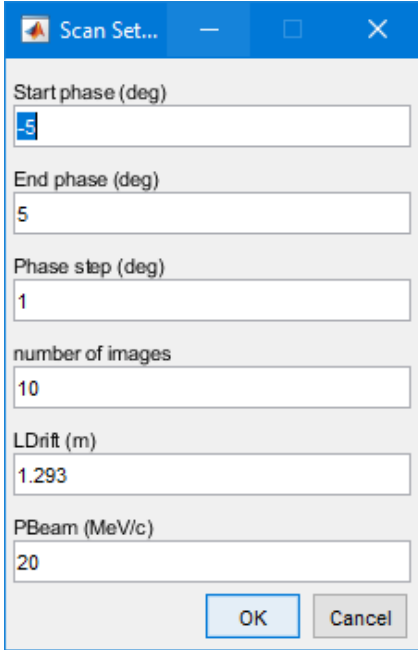 Scan Set...
Start phase (deg)
-5
End phase (deg)
5
Phase step (deg)
1
number of images
10
LDrift (m)
1.293
PBeam (MeV/c)
20
OK Cancel